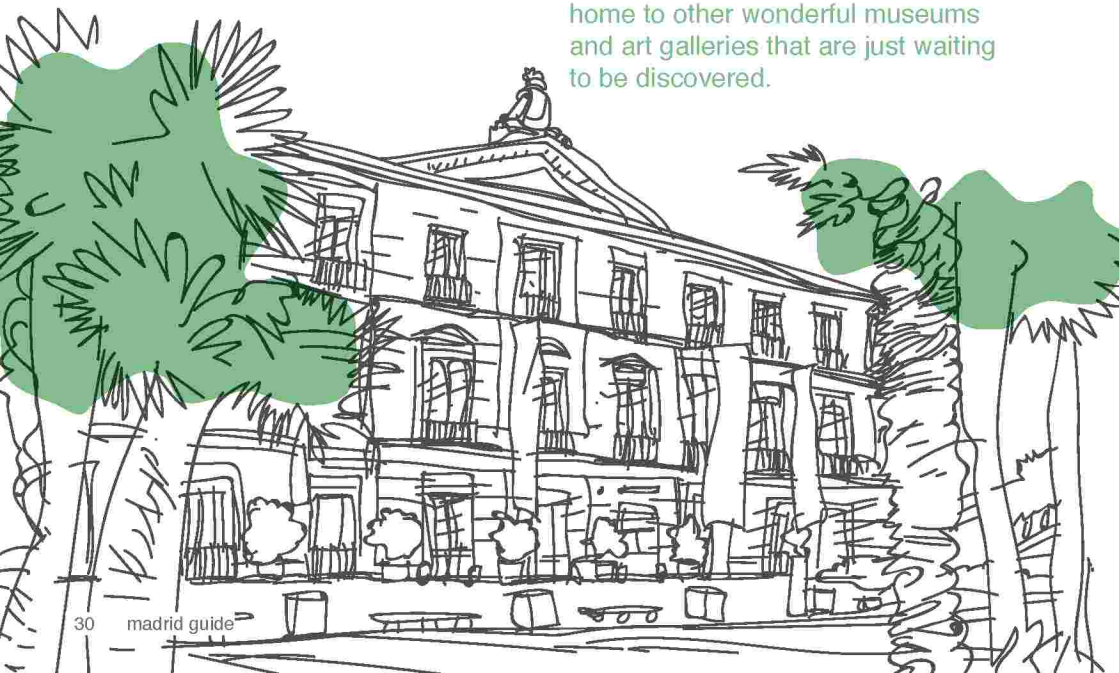 home to other wonderful museums
and art galleries that are just waiting
to be discovered.
30 madrid guide